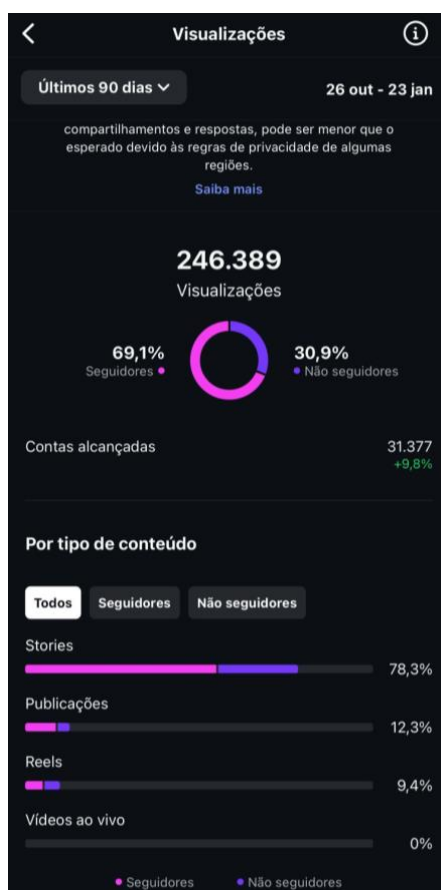 Visualizações
Últimos 90 dias
26 out - 23 jan
compartilhamentos e respostas, pode ser menor que o
esperado devido às regras de privacidade de algumas
regiões.
Saiba mais
246.389
Visualizações
69,1%
Seguidores
30,9%
Não seguidores
Contas alcançadas
31.377
+9,8%
Por tipo de conteúdo
Todos
Seguidores
Não seguidores
Stories
78,3%
Publicações
12,3%
Reels
9,4%
Vídeos ao vivo
0%
Seguidores
Não seguidores